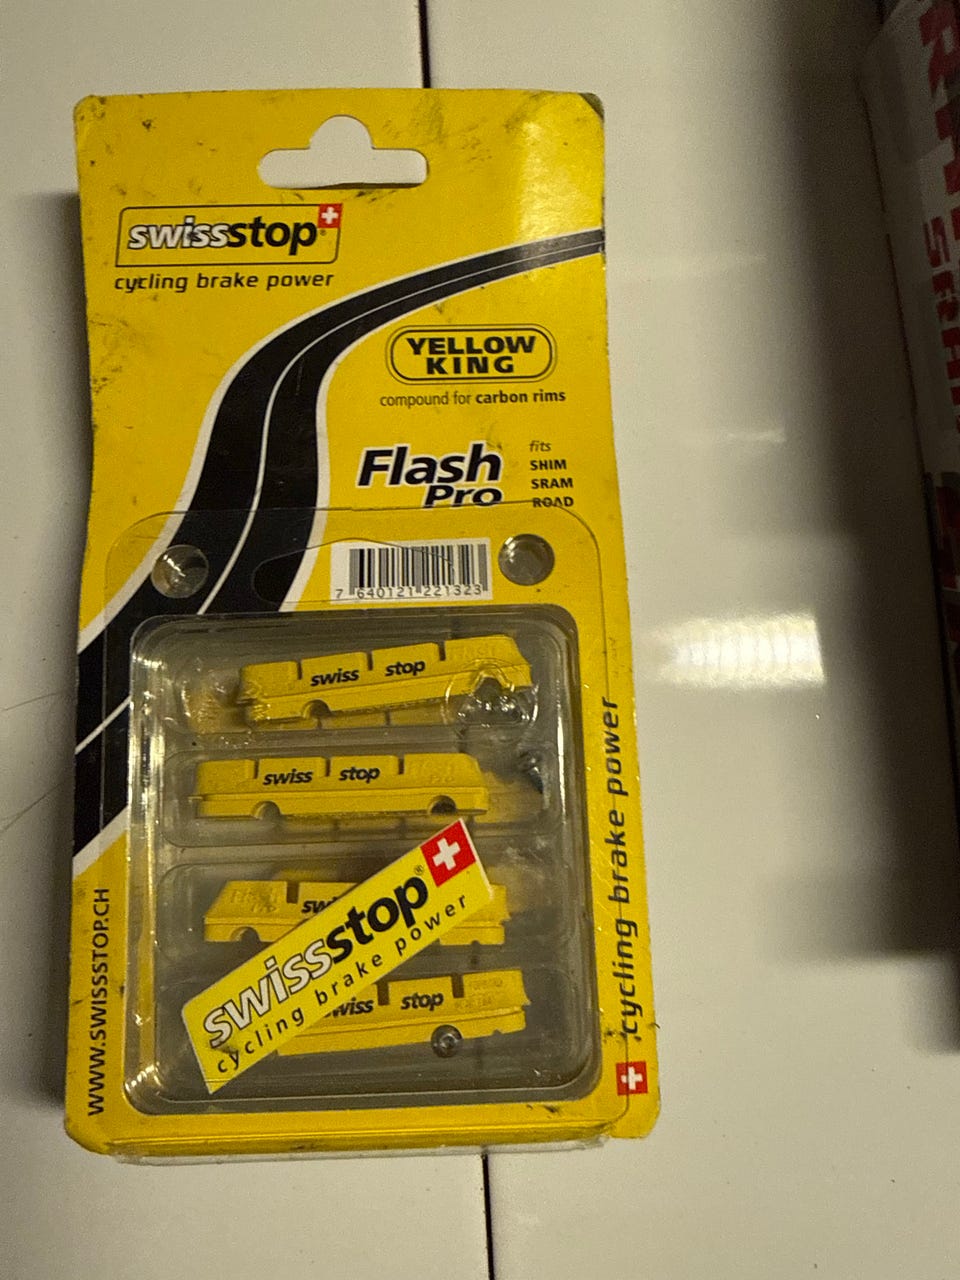 swissstop®
cycling brake power
YELLOW
KING
compound for carbon rims
Flash
Pro
fits
SHIM
SRAM
ROAD
7 640121 221323
swiss stop
swiss stop
swissstop®
cycling brake power
swiss stop
WWW.SWISSSTOP.CH
cycling brake power